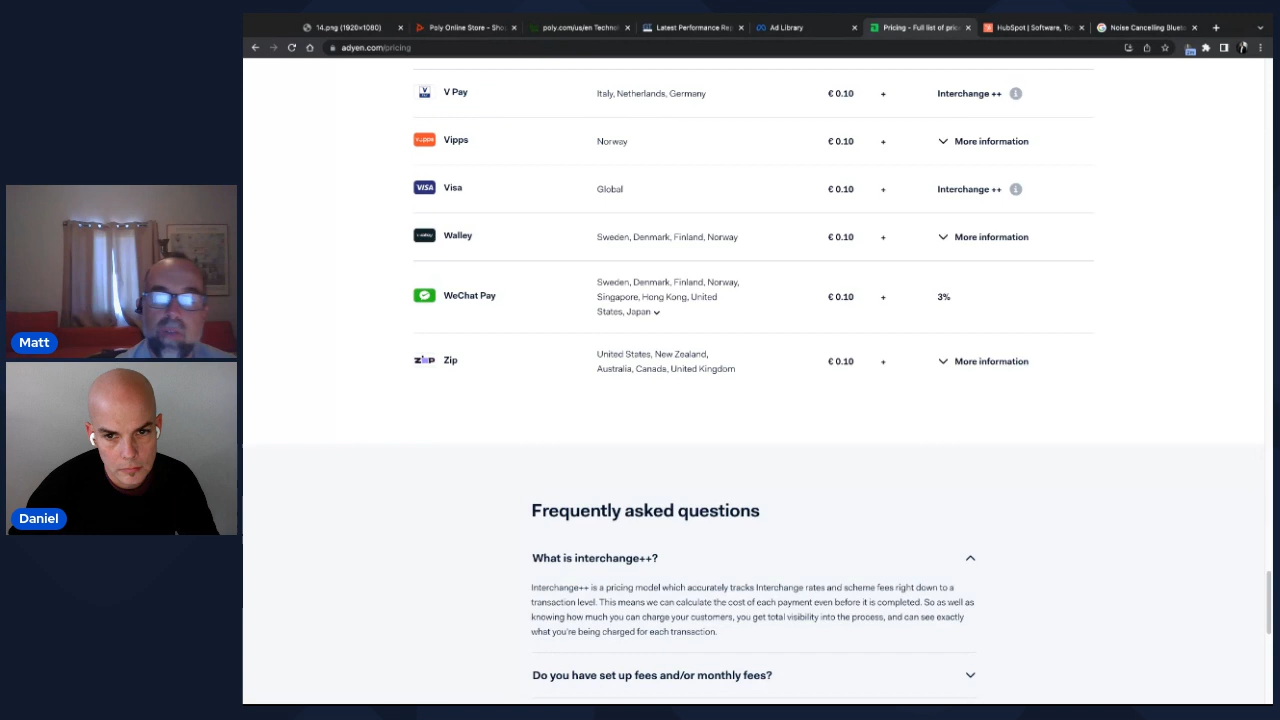 14.png (1920×1080)
Poly Online Store - Sho
poly.com/us/en Technol
Latest Performance Rep
Ad Library
Pricing - Full list of pric
HubSpot | Software, Too
Noise Cancelling Blueto
adyen.com/pricing
V Pay
Italy, Netherlands, Germany
€ 0.10
+
Interchange ++
Vipps
Norway
€ 0.10
+
More information
VISA
Visa
Global
€ 0.10
+
Interchange ++
Walley
Sweden, Denmark, Finland, Norway
€ 0.10
+
More information
WeChat Pay
Sweden, Denmark, Finland, Norway,
Singapore, Hong Kong, United
States, Japan
€ 0.10
+
3%
Zip
United States, New Zealand,
Australia, Canada, United Kingdom
€ 0.10
+
More information
Frequently asked questions
What is interchange++?
Interchange++ is a pricing model which accurately tracks Interchange rates and scheme fees right down to a
transaction level. This means we can calculate the cost of each payment even before it is completed. So as well as
knowing how much you can charge your customers, you get total visibility into the process, and can see exactly
what you're being charged for each transaction.
Do you have set up fees and/or monthly fees?
Matt
Daniel